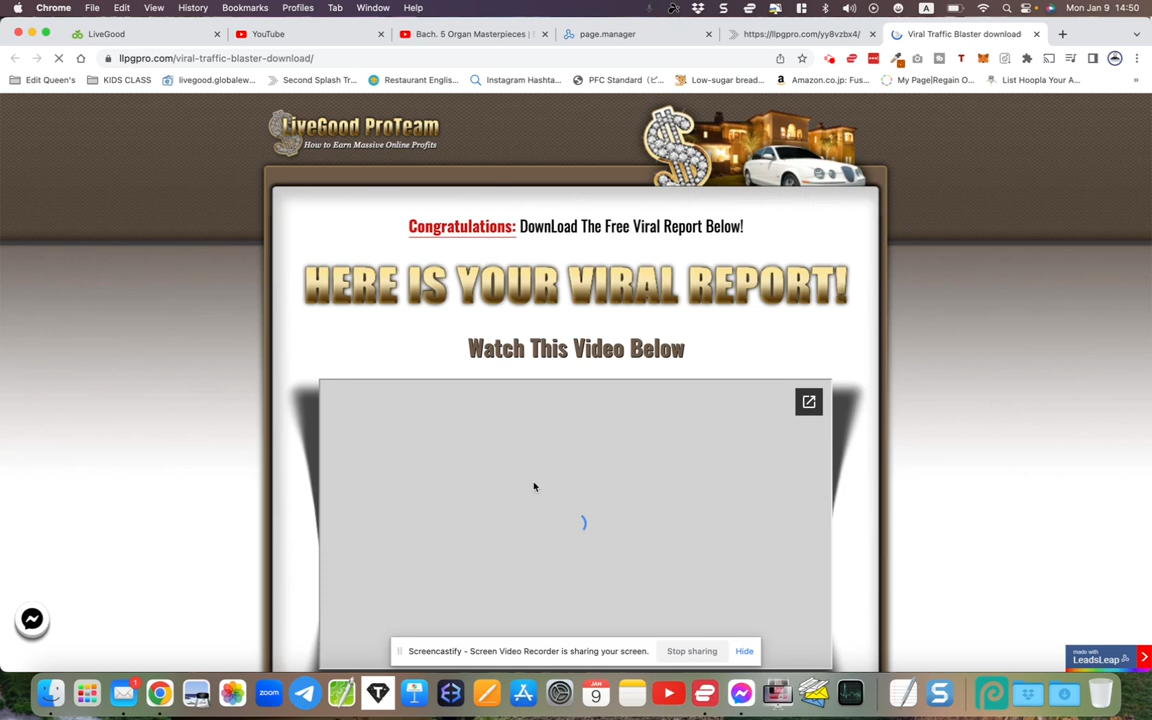 Chrome File Edit View History Bookmarks Profiles Tab Window Help Mon Jan 9 14:50
LiveGood × YouTube × Bach. 5 Organ Masterpieces | × page.manager × https://llpgpro.com/yy8vzbx4/ × Viral Traffic Blaster download ×
llpgpro.com/viral-traffic-blaster-download/
Edit Queen's KIDS CLASS livegood.globalew... Second Splash Tr... Restaurant Englis... Instagram Hashta... PFC Standard（ビ... Low-sugar bread... Amazon.co.jp: Fus... My Page|Regain O... List Hoopla Your A...
LiveGood ProTeam
How to Earn Massive Online Profits
Congratulations: DownLoad The Free Viral Report Below!
HERE IS YOUR VIRAL REPORT!
Watch This Video Below
Screencastify - Screen Video Recorder is sharing your screen. Stop sharing Hide
made with
LeadsLeap
1 zoom JAN 9